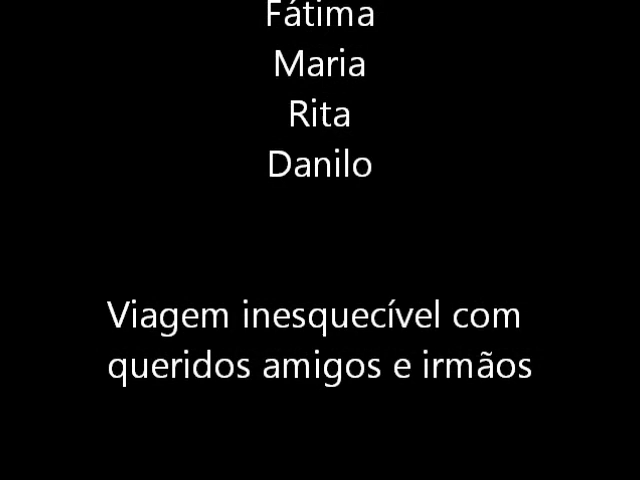 Fátima
Maria
Rita
Danilo
Viagem inesquecível com
queridos amigos e irmãos